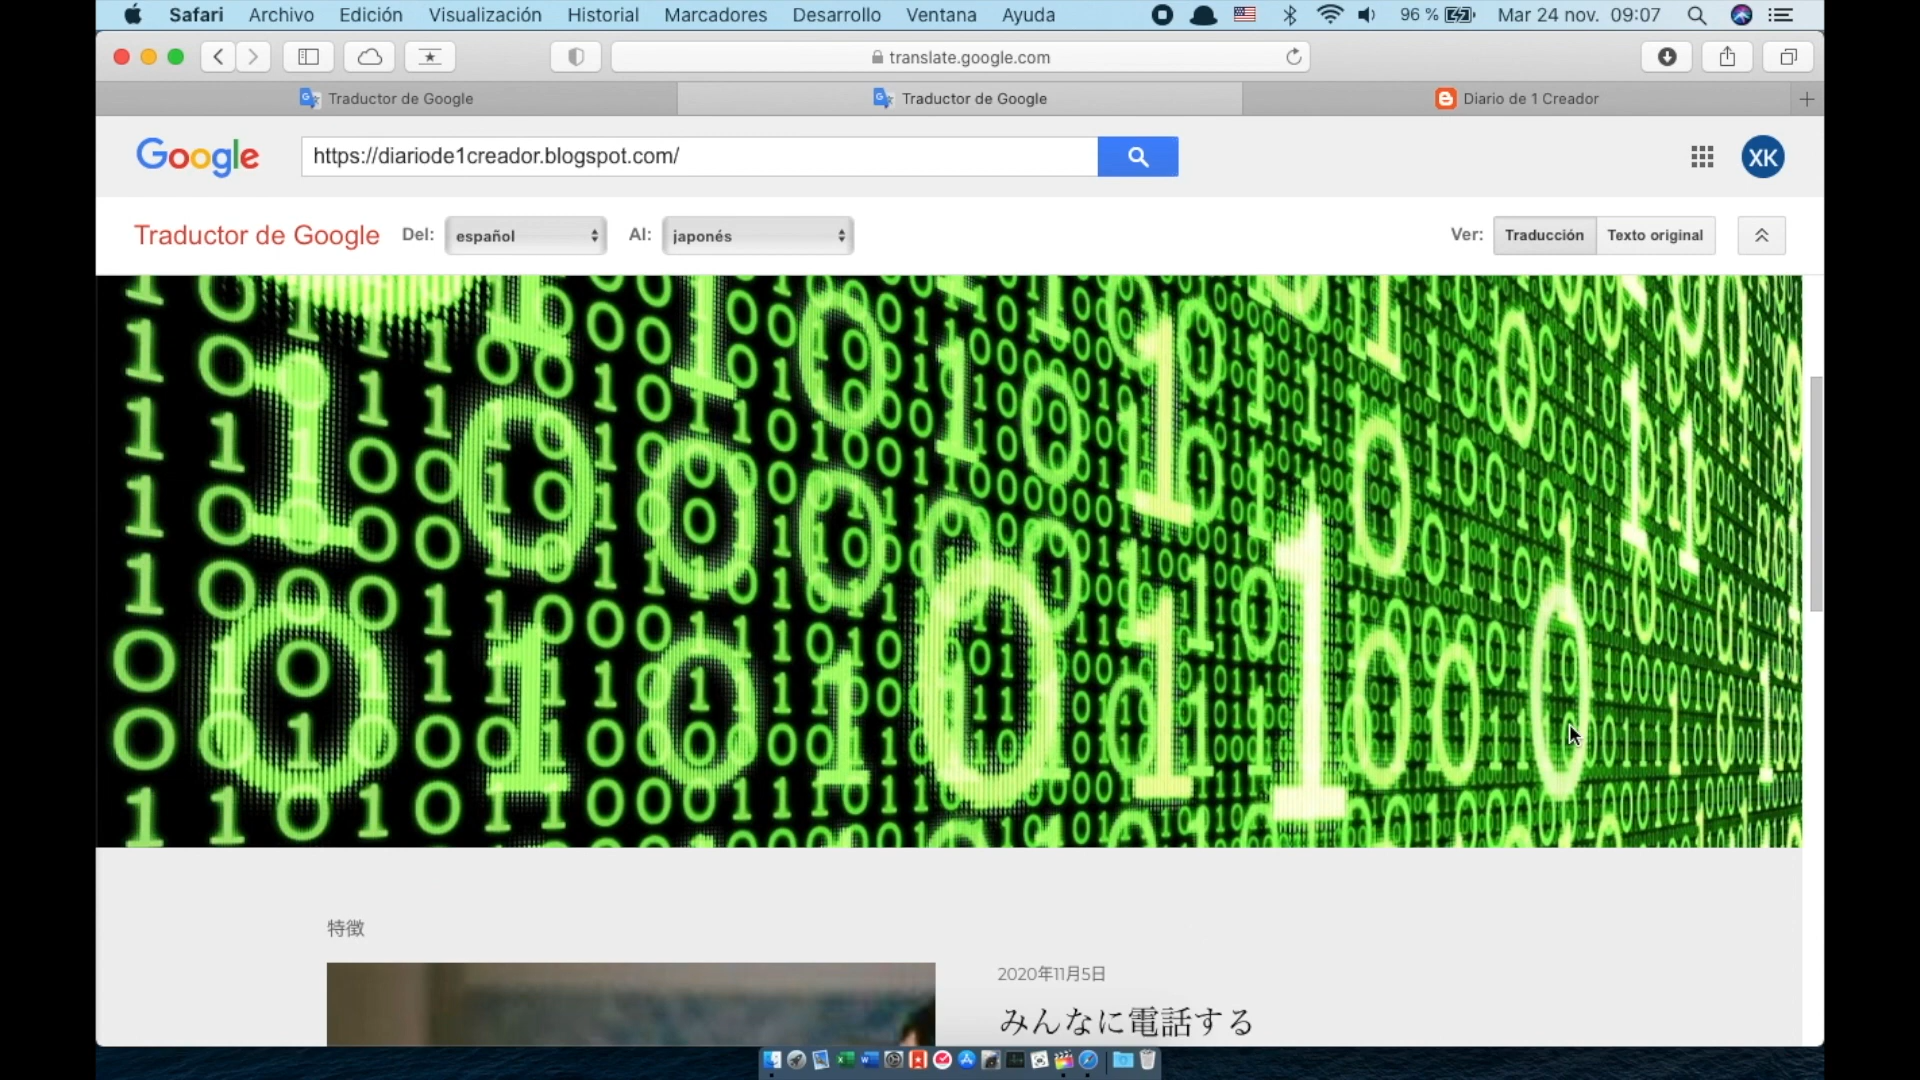 Safari Archivo Edición Visualización Historial Marcadores Desarrollo Ventana Ayuda 96 % Mar 24 nov. 09:07
translate.google.com
Traductor de Google Traductor de Google Diario de 1 Creador
Google https://diariode1creador.blogspot.com/ XK
Traductor de Google Del: español Al: japonés Ver: Traducción Texto original
特徴
2020年11月5日
みんなに電話する